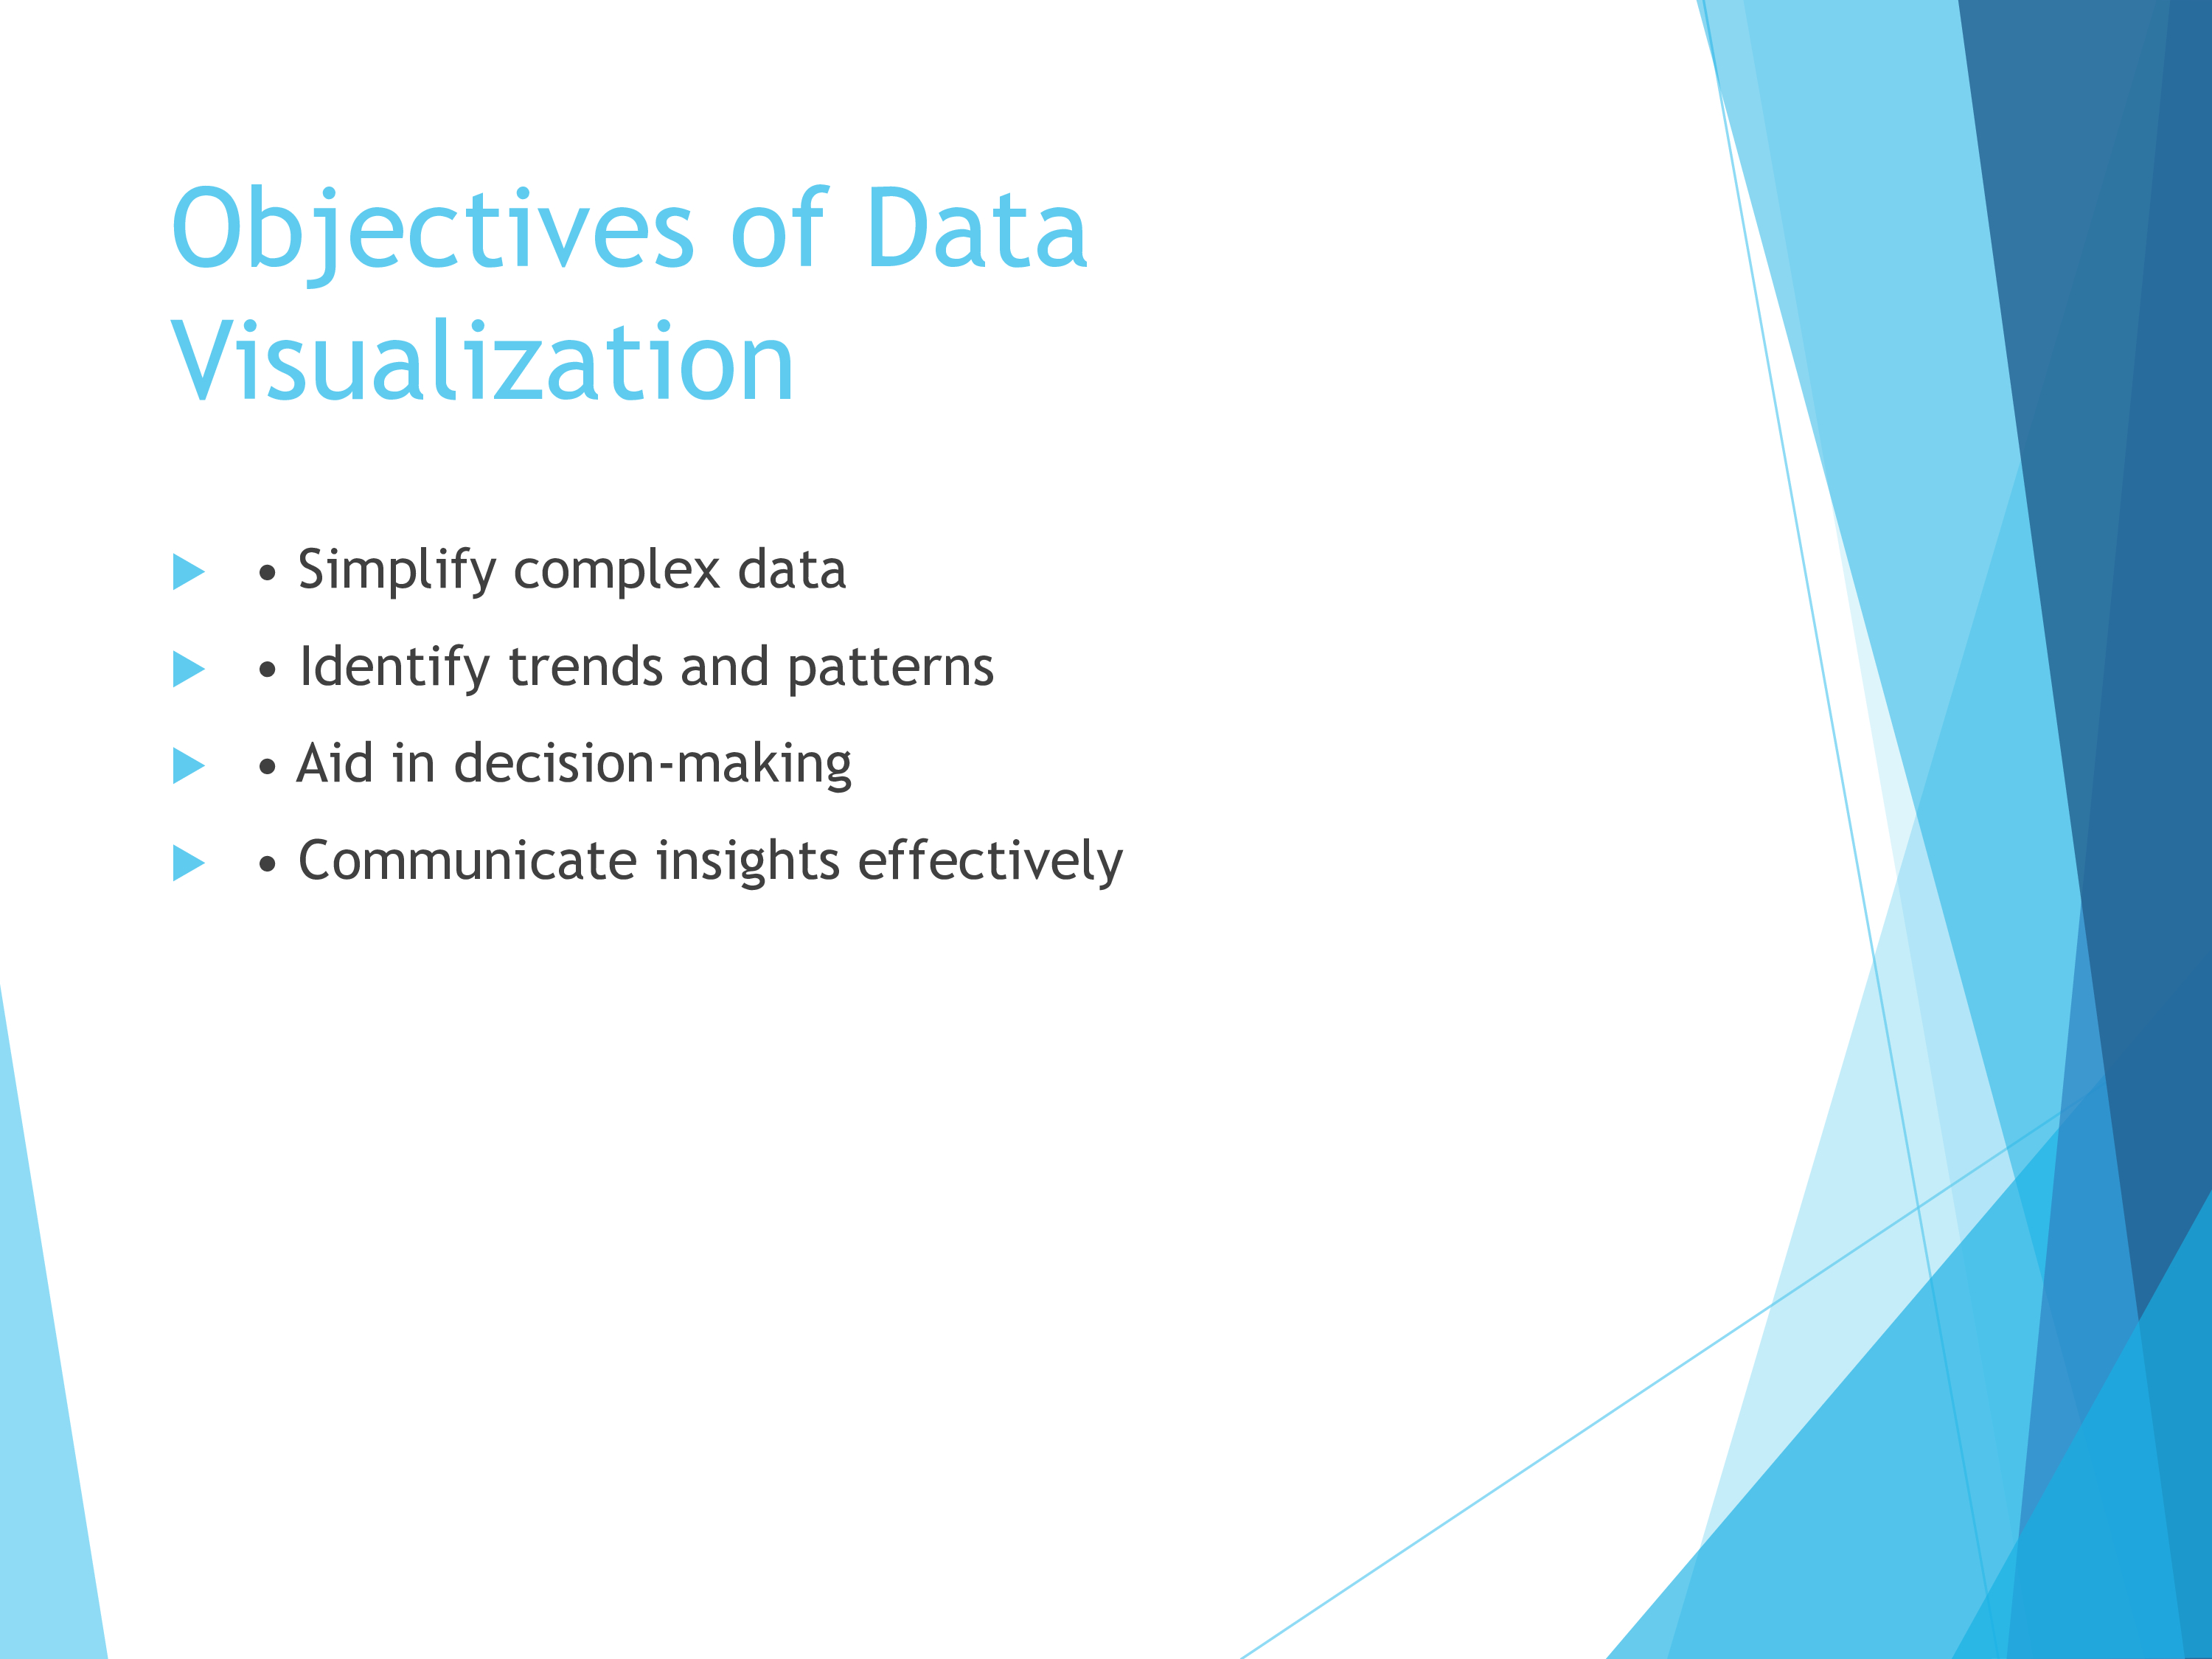 Objectives of Data
Visualization
• Simplify complex data
• Identify trends and patterns
• Aid in decision-making
• Communicate insights effectively